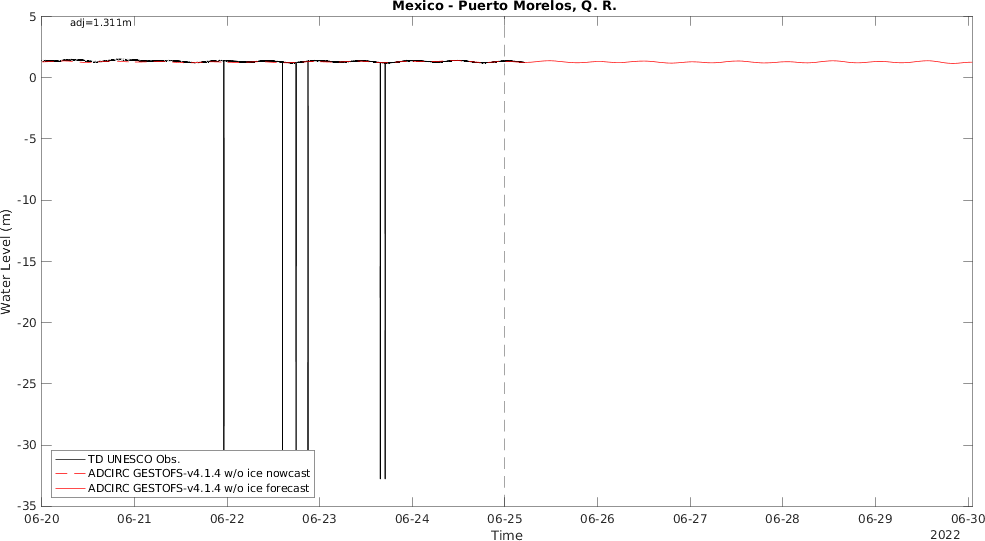 Mexico - Puerto Morelos, Q. R.
adj=1.311m
5
0
-5
-10
-15
-20
-25
-30
-35
Water Level (m)
TD UNESCO Obs.
ADCIRC GESTOFS-v4.1.4 w/o ice nowcast
ADCIRC GESTOFS-v4.1.4 w/o ice forecast
06-20 06-21 06-22 06-23 06-24 06-25 06-26 06-27 06-28 06-29 06-30
Time
2022